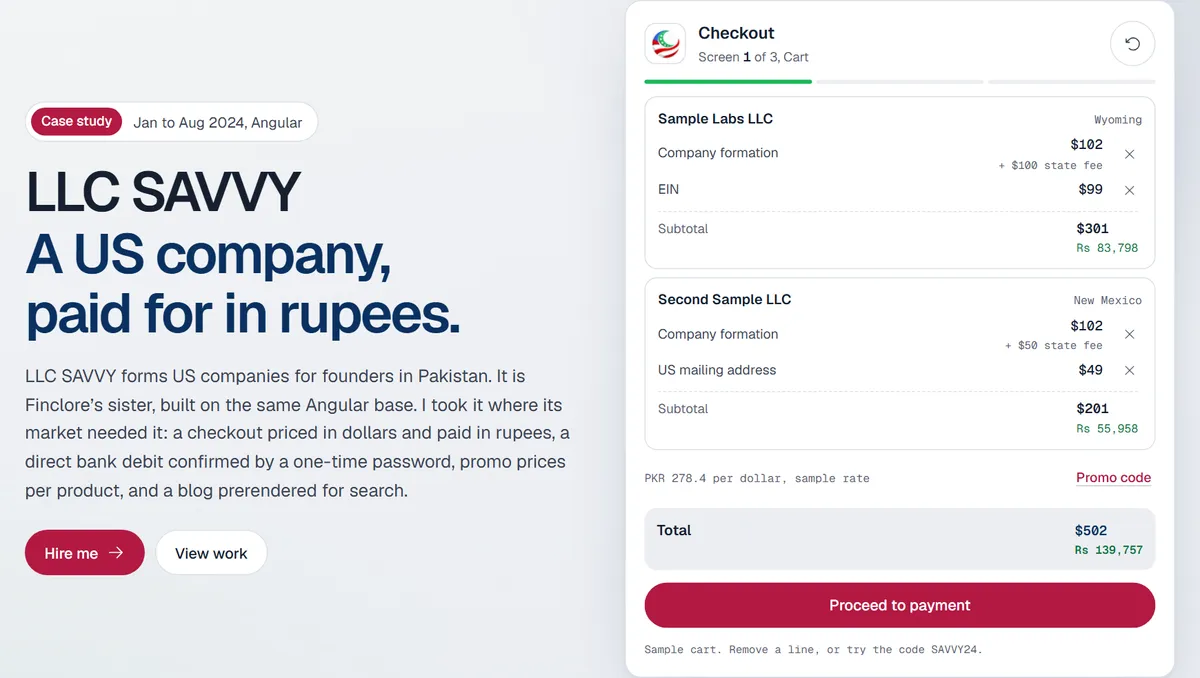 Case study
Jan to Aug 2024, Angular
LLC SAVVY
A US company,
paid for in rupees.
LLC SAVVY forms US companies for founders in Pakistan. It is
Finclore’s sister, built on the same Angular base. I took it where its
market needed it: a checkout priced in dollars and paid in rupees, a
direct bank debit confirmed by a one-time password, promo prices
per product, and a blog prerendered for search.
Hire me →
View work
Checkout
Screen 1 of 3, Cart
Sample Labs LLC
Wyoming
Company formation
$102
+ $100 state fee
EIN
$99
Subtotal
$301
Rs 83,798
Second Sample LLC
New Mexico
Company formation
$102
+ $50 state fee
US mailing address
$49
Subtotal
$201
Rs 55,958
PKR 278.4 per dollar, sample rate
Promo code
Total
$502
Rs 139,757
Proceed to payment
Sample cart. Remove a line, or try the code SAVVY24.